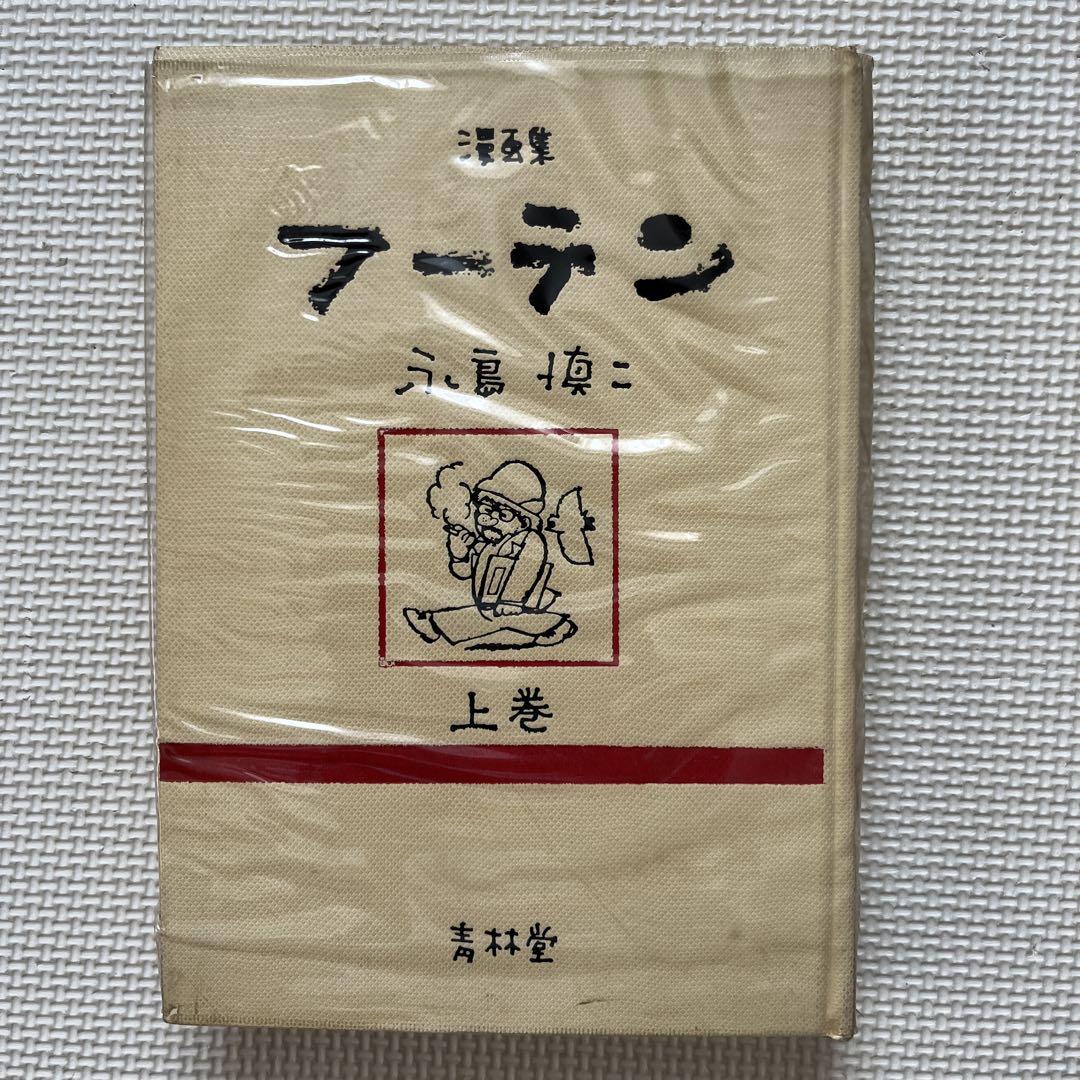 漫画集
フーテン
永島慎二
上巻
青林堂